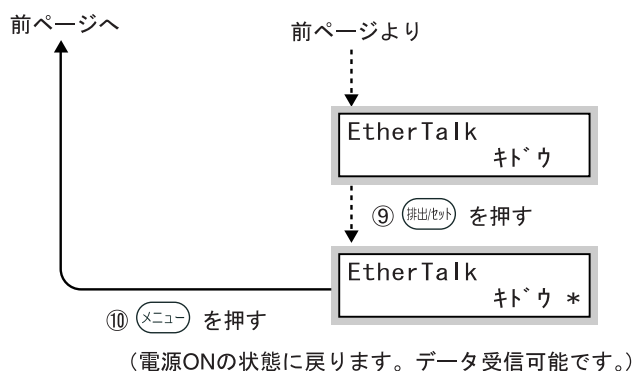 前ページへ
前ページより
EtherTalk
ｷﾄﾞｳ
⑨ 排出/ｾｯﾄ を押す
EtherTalk
ｷﾄﾞｳ *
⑩ メニュー を押す
（電源ONの状態に戻ります。データ受信可能です。）